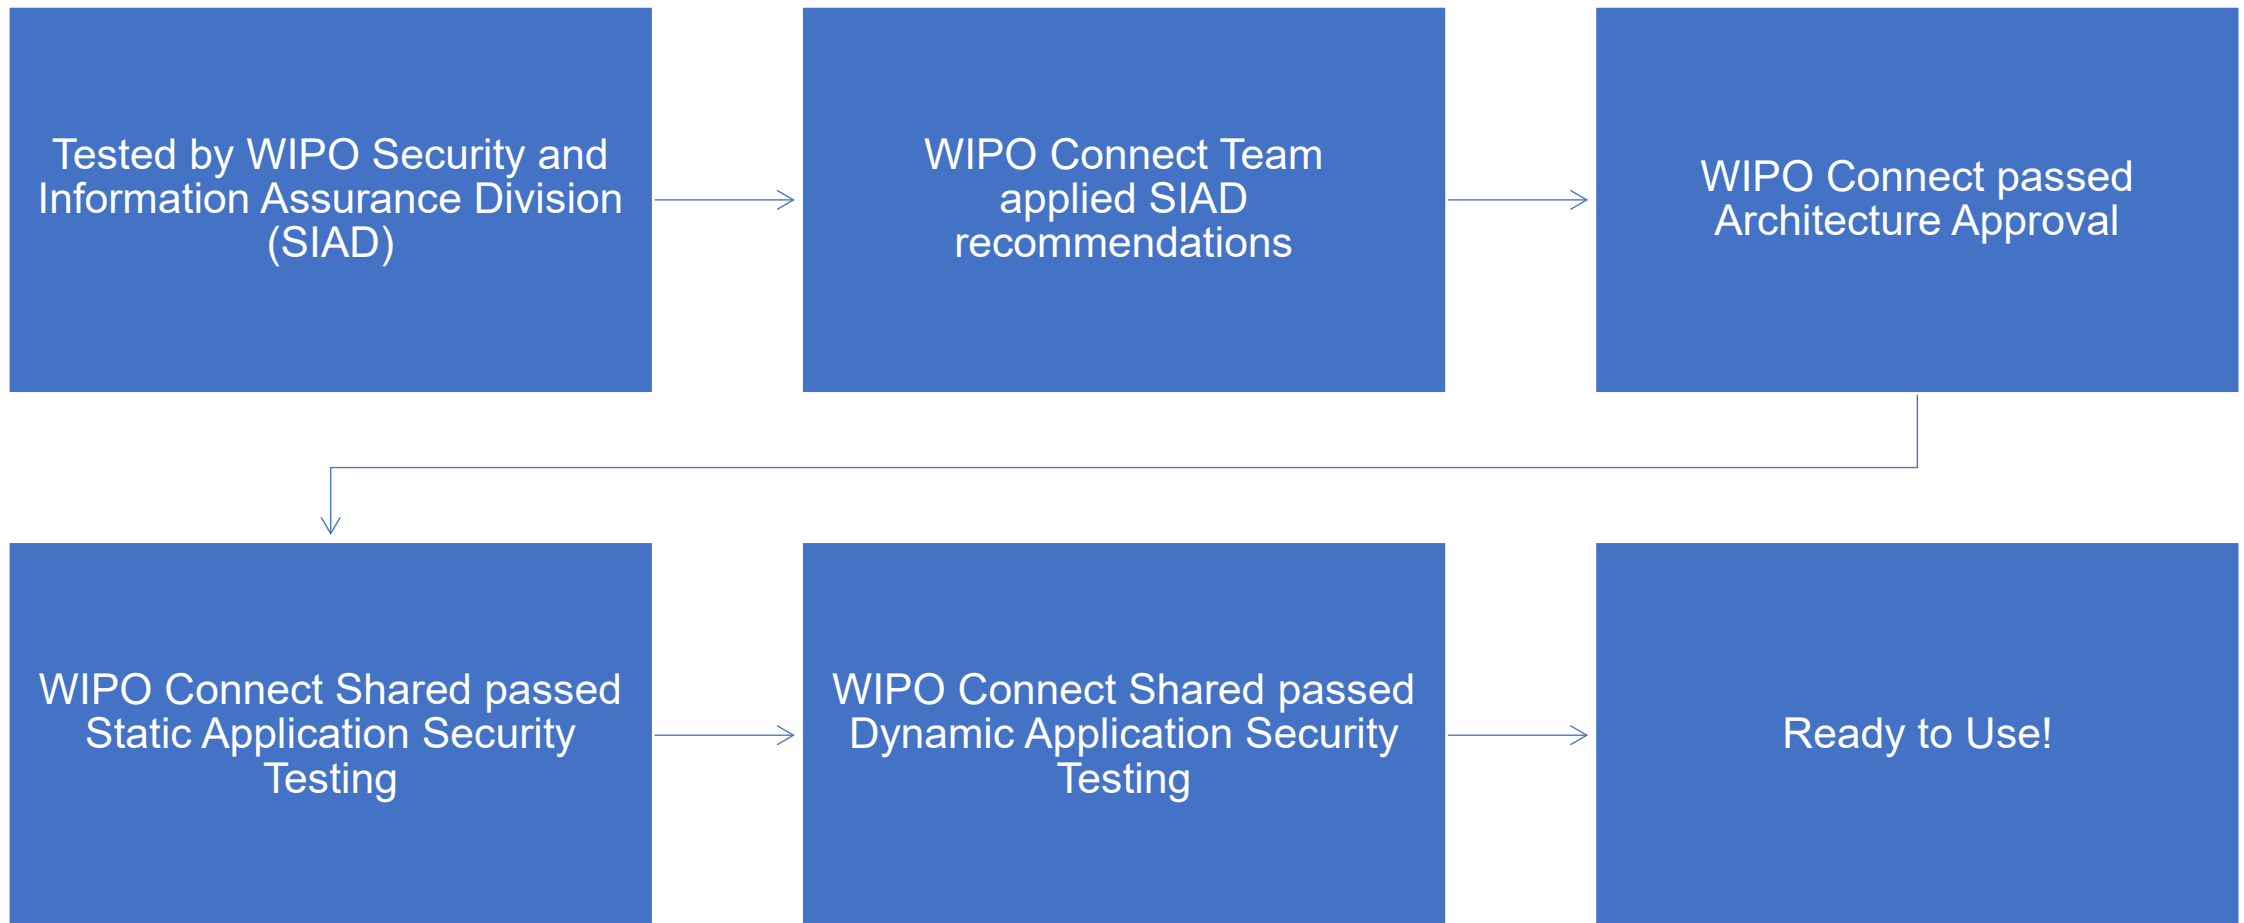 Tested by WIPO Security and
Information Assurance Division
(SIAD)
WIPO Connect Team
applied SIAD
recommendations
WIPO Connect passed
Architecture Approval
WIPO Connect Shared passed
Static Application Security
Testing
WIPO Connect Shared passed
Dynamic Application Security
Testing
Ready to Use!